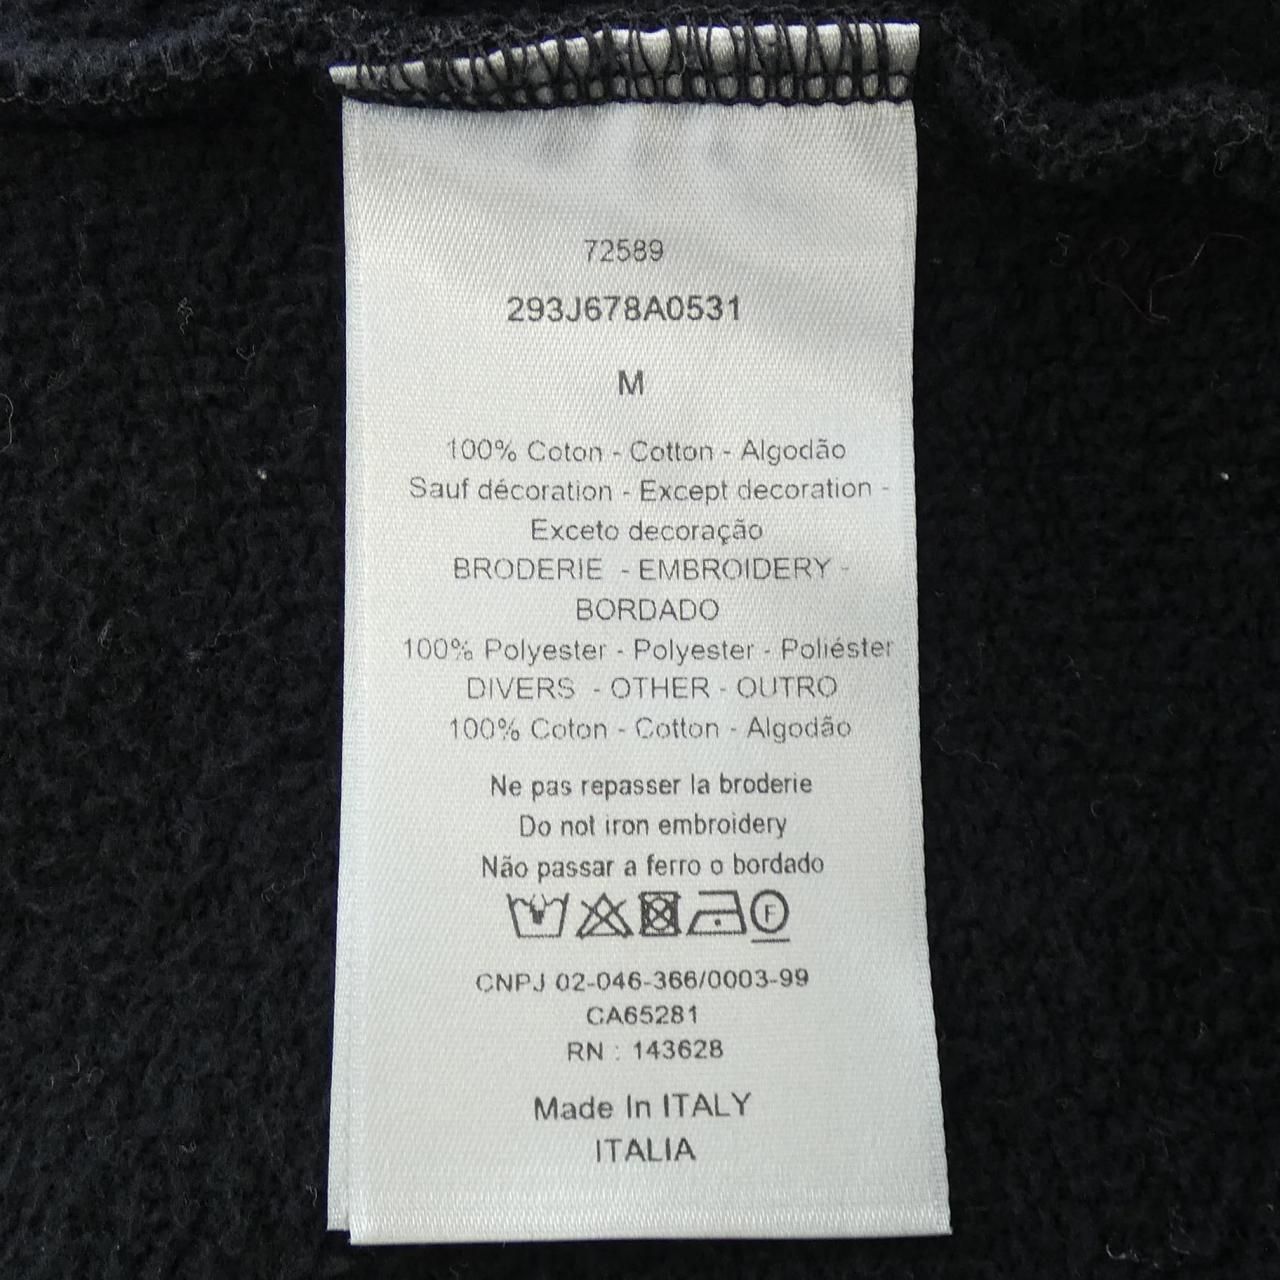 72589
293J678A0531
M
100% Coton - Cotton - Algodão
Sauf décoration - Except decoration -
Exceto decoração
BRODERIE - EMBROIDERY -
BORDADO
100% Polyester - Polyester - Poliéster
DIVERS - OTHER - OUTRO
100% Coton - Cotton - Algodão
Ne pas repasser la broderie
Do not iron embroidery
Não passar a ferro o bordado
F
CNPJ 02-046-366/0003-99
CA65281
RN : 143628
Made In ITALY
ITALIA